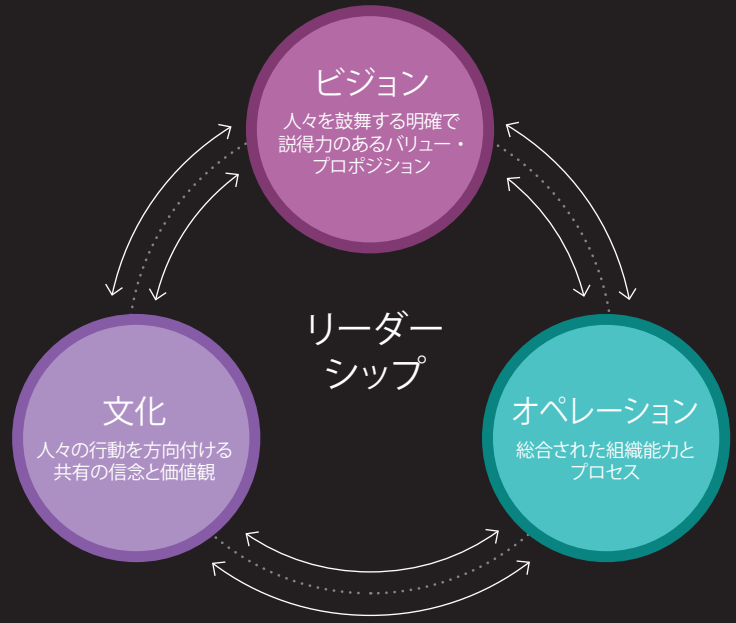 ビジョン
人々を鼓舞する明確で
説得力のあるバリュー・
プロポジション
リーダー
シップ
文化
人々の行動を方向付ける
共有の信念と価値観
オペレーション
総合された組織能力と
プロセス